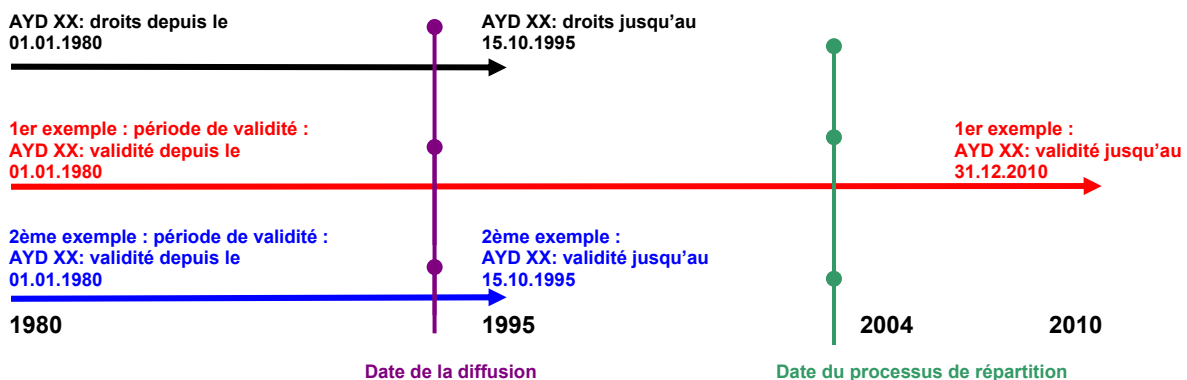 AYD XX: droits depuis le
01.01.1980
AYD XX: droits jusqu’au
15.10.1995
1er exemple : période de validité :
AYD XX: validité depuis le
01.01.1980
1er exemple :
AYD XX: validité jusqu’au
31.12.2010
2ème exemple : période de validité :
AYD XX: validité depuis le
01.01.1980
2ème exemple :
AYD XX: validité jusqu’au
15.10.1995
1980
1995
2004
2010
Date de la diffusion
Date du processus de répartition